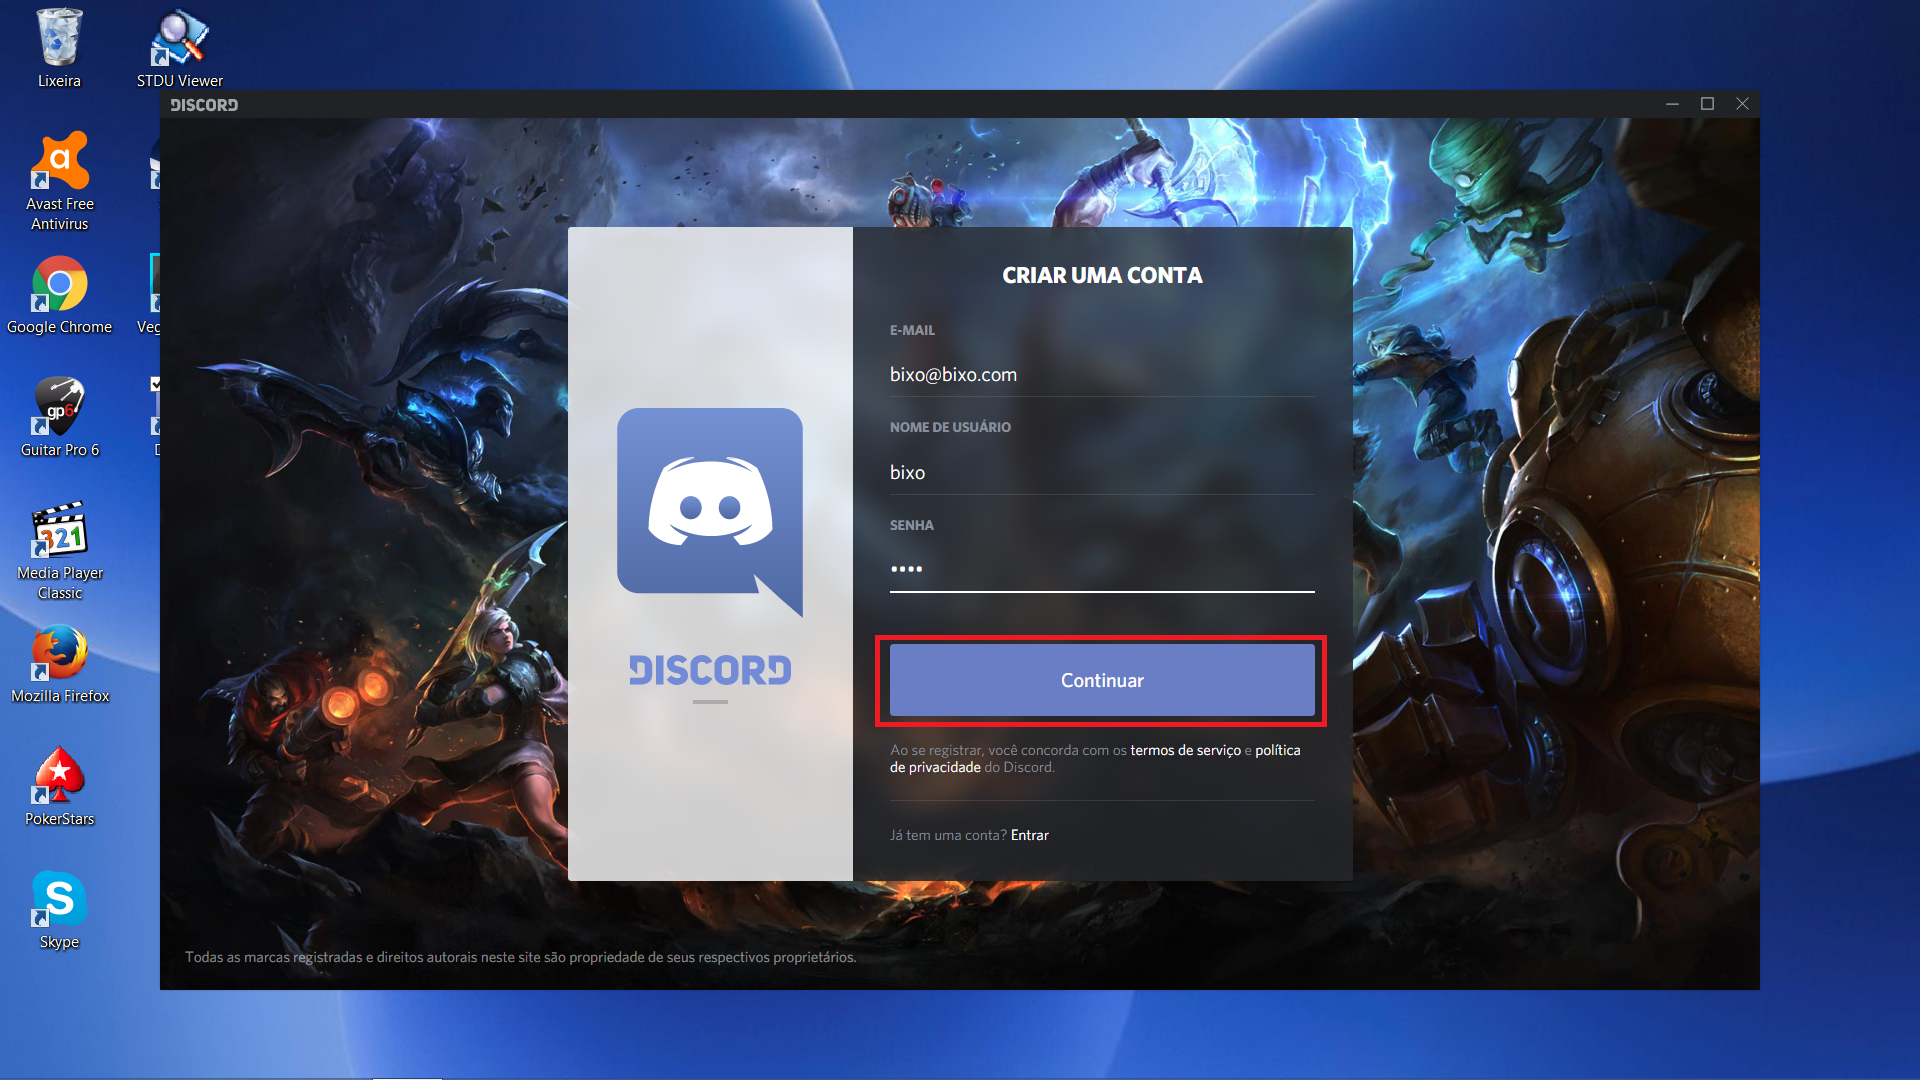 Lixeira
STDU Viewer
DISCORD
Avast Free
Antivirus
Google Chrome
Guitar Pro 6
gp6
321
Media Player
Classic
Mozilla Firefox
PokerStars
S
Skype
DISCORD
CRIAR UMA CONTA
E-MAIL
bixo@bixo.com
NOME DE USUÁRIO
bixo
SENHA
••••
Continuar
Ao se registrar, você concorda com os termos de serviço e política
de privacidade do Discord.
Já tem uma conta? Entrar
Todas as marcas registradas e direitos autorais neste site são propriedade de seus respectivos proprietários.